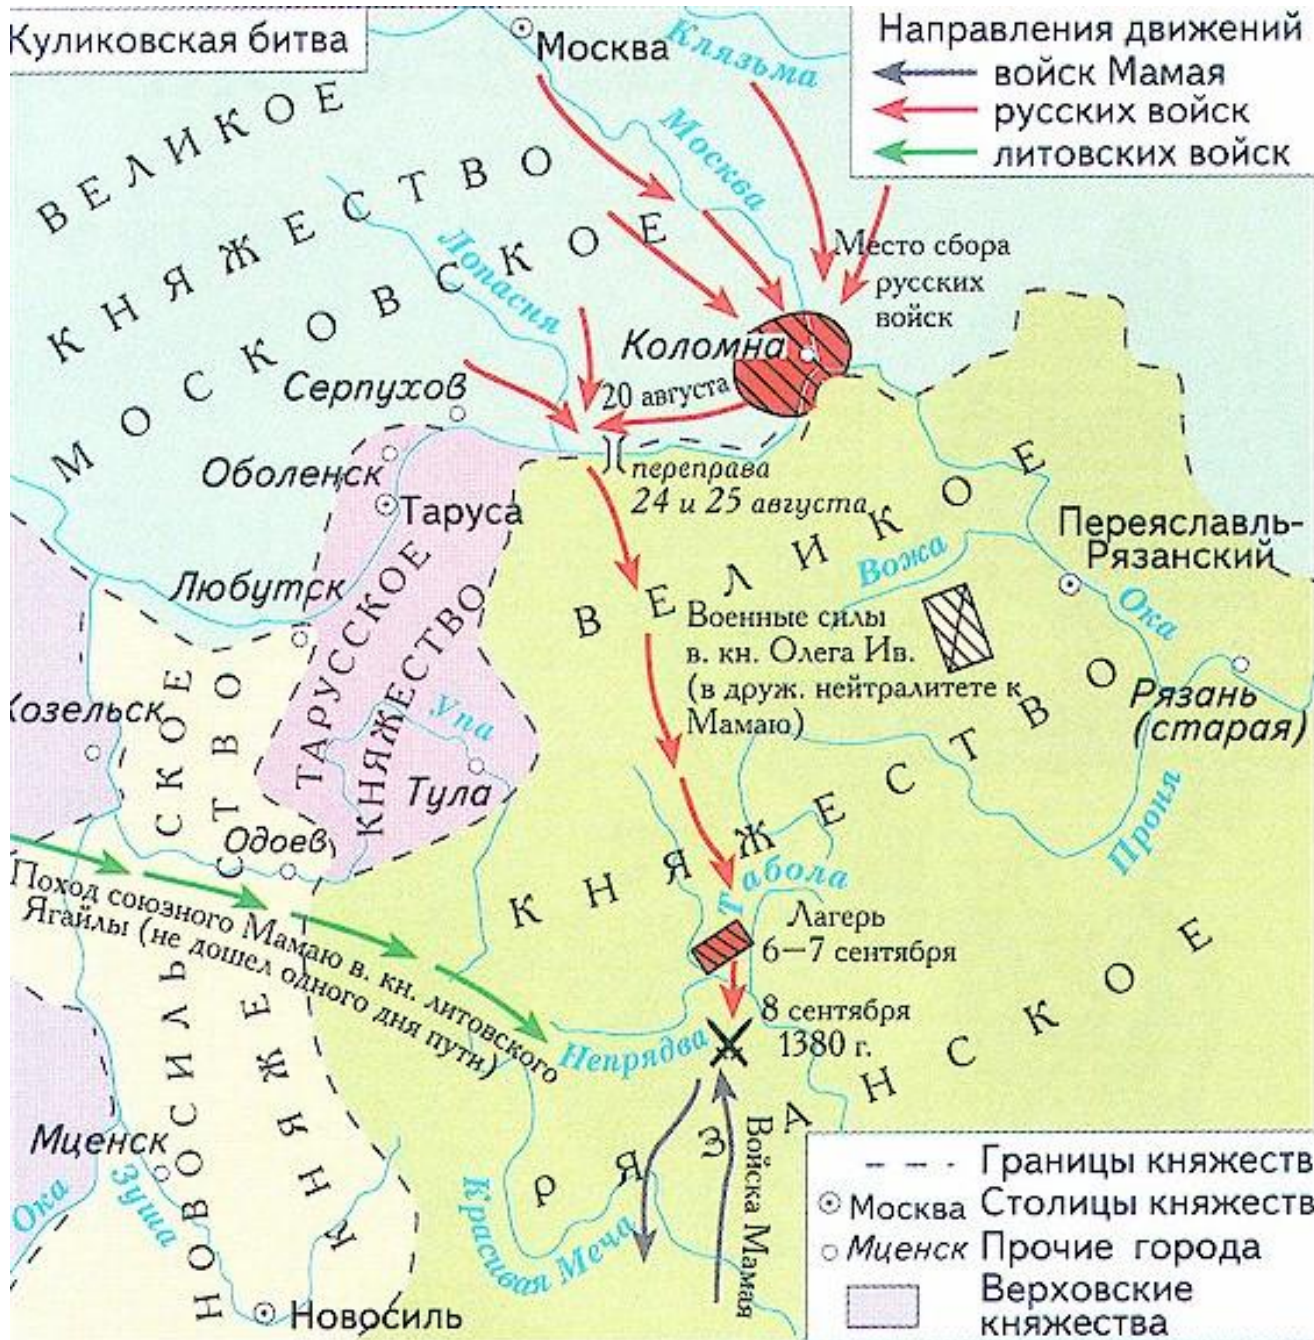 Куликовская битва
Направления движений
войск Мамая
русских войск
литовских войск
Москва
Клязьма
Москва
ВЕЛИКОЕ
КНЯЖЕСТВО
МОСКОВСКОЕ
Лопасня
Место сбора
русских
войск
Коломна
Серпухов
20 августа
Оболенск
Таруса
переправа
24 и 25 августа
ВЕЛИКОЕ
Переяславль-
Рязанский
Вожа
Ока
Любутск
ТАРУССКОЕ
КНЯЖЕСТВО
Военные силы
в. кн. Олега Ив.
(в друж. нейтралитете к
Мамаю)
Рязань
(старая)
Козельск
Упа
Тула
Проня
Одоев
КНЯЖЕСТВО
Табола
Лагерь
6—7 сентября
Поход союзного Мамаю в. кн. литовского
Ягайлы (не дошел одного дня пути)
НОВОСИЛЬСКОЕ
КНЯЖЕСТВО
8 сентября
1380 г.
Непрядва
РЯЗАНСКОЕ
Войска Мамая
Красивая Меча
Мценск
Ока
Зуша
Новосиль
Границы княжеств
Москва Столицы княжеств
Мценск Прочие города
Верховские
княжества